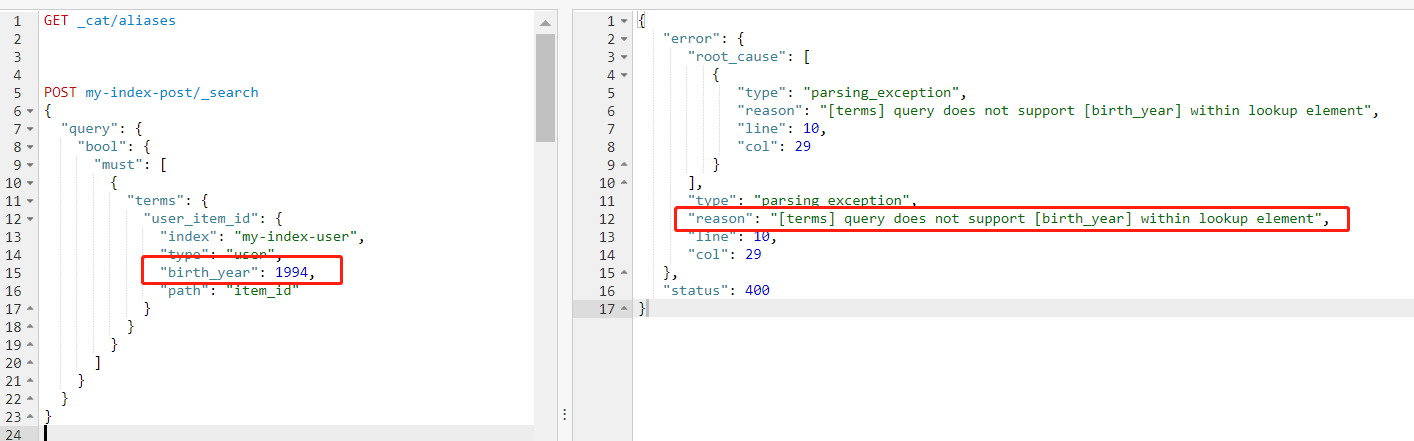 1 GET _cat/aliases
2
3
4
5 POST my-index-post/_search
6 {
7 "query": {
8 "bool": {
9 "must": [
10 {
11 "terms": {
12 "user_item_id": {
13 "index": "my-index-user",
14 "type": "user",
15 "birth_year": 1994,
16 "path": "item_id"
17 }
18 }
19 }
20 ]
21 }
22 }
23 }
24
1 {
2 "error": {
3 "root_cause": [
4 {
5 "type": "parsing_exception",
6 "reason": "[terms] query does not support [birth_year] within lookup element",
7 "line": 10,
8 "col": 29
9 }
10 ],
11 "type": "parsing_exception",
12 "reason": "[terms] query does not support [birth_year] within lookup element",
13 "line": 10,
14 "col": 29
15 },
16 "status": 400
17 }